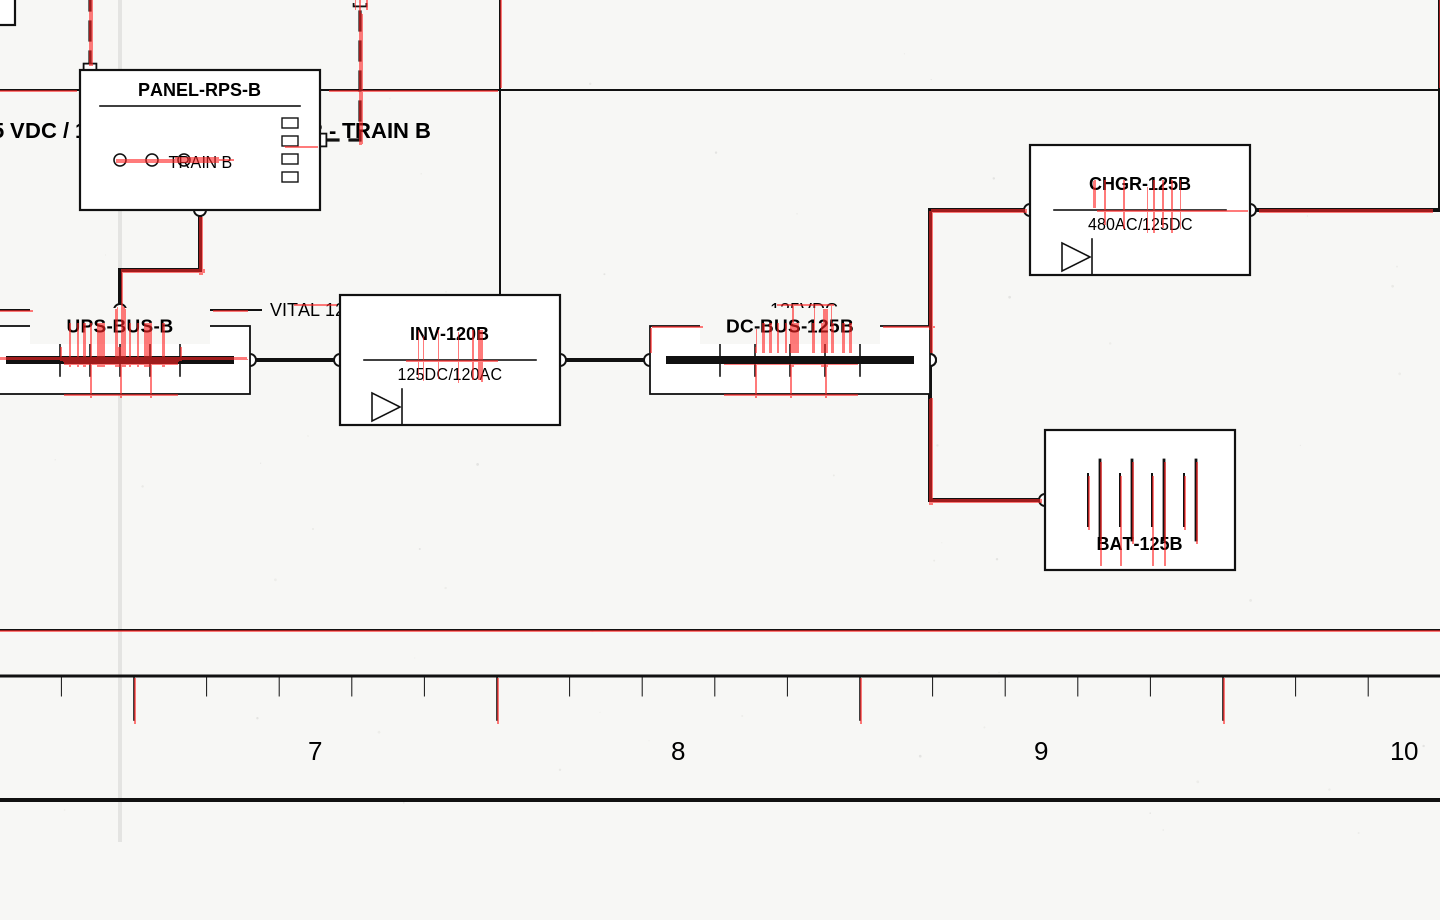 PANEL-RPS-B
5 VDC / 1
- TRAIN B
TRAIN B
CHGR-125B
480AC/125DC
VITAL 12
UPS-BUS-B
INV-120B
125DC/120AC
125VDC
DC-BUS-125B
BAT-125B
7
8
9
10